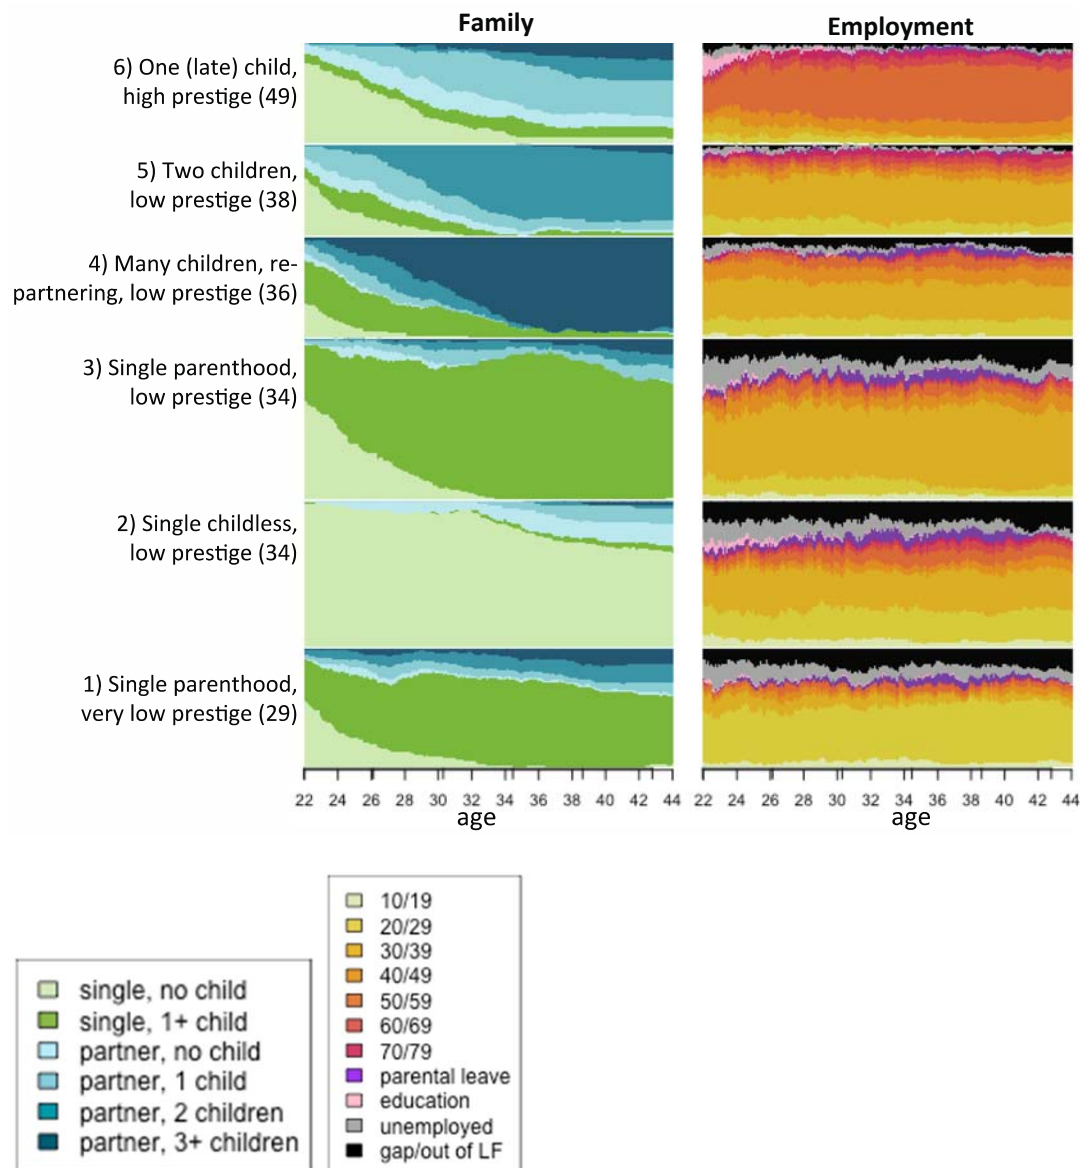 Family
Employment
6) One (late) child,
high prestige (49)
5) Two children,
low prestige (38)
4) Many children, re-
partnering, low prestige (36)
3) Single parenthood,
low prestige (34)
2) Single childless,
low prestige (34)
1) Single parenthood,
very low prestige (29)
22 24 26 28 30 32 34 36 38 40 42 44
age
22 24 26 28 30 32 34 36 38 40 42 44
age
single, no child
single, 1+ child
partner, no child
partner, 1 child
partner, 2 children
partner, 3+ children
10/19
20/29
30/39
40/49
50/59
60/69
70/79
parental leave
education
unemployed
gap/out of LF